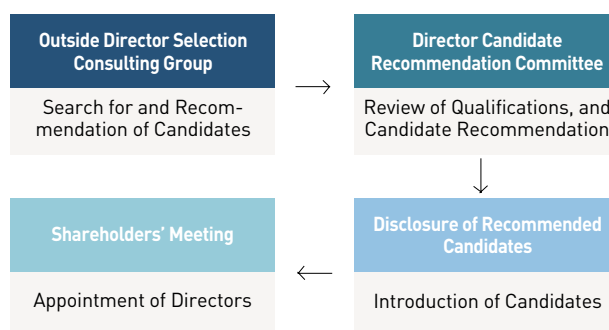 Outside Director Selection
Consulting Group
Search for and Recom-
mendation of Candidates
Director Candidate
Recommendation Committee
Review of Qualifications, and
Candidate Recommendation
Disclosure of Recommended
Candidates
Introduction of Candidates
Shareholders’ Meeting
Appointment of Directors